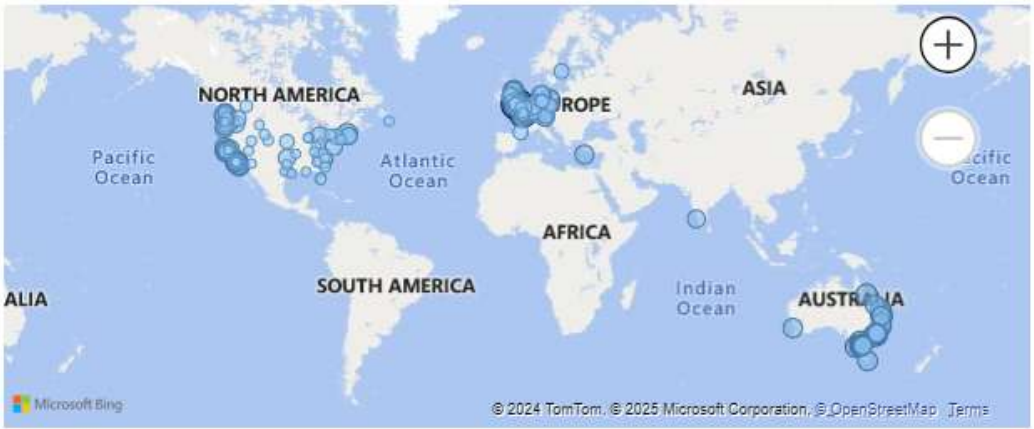 NORTH AMERICA
ROPE
ASIA
Pacific
Ocean
Atlantic
Ocean
cific
Ocean
AFRICA
SOUTH AMERICA
Indian
Ocean
ALIA
AUSTRALIA
Microsoft Bing
© 2024 TomTom, © 2025 Microsoft Corporation, © OpenStreetMap Terms